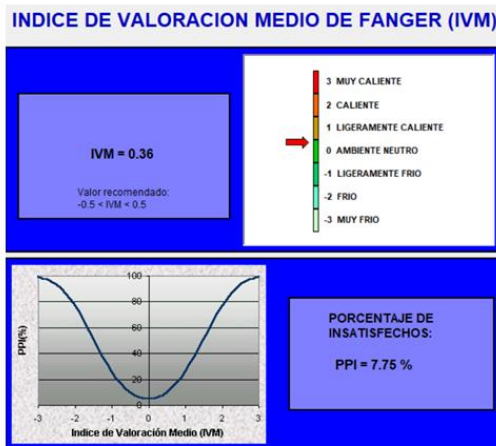 INDICE DE VALORACION MEDIO DE FANGER (IVM)
IVM = 0.36
Valor recomendado:
-0.5 < IVM < 0.5
3 MUY CALIENTE
2 CALIENTE
1 LIGERAMENTE CALIENTE
0 AMBIENTE NEUTRO
-1 LIGERAMENTE FRIO
-2 FRIO
-3 MUY FRIO
PPI(%)
100
80
60
40
20
0
-3 -2 -1 0 1 2 3
Indice de Valoración Medio (IVM)
PORCENTAJE DE
INSATISFECHOS:
PPI = 7.75 %